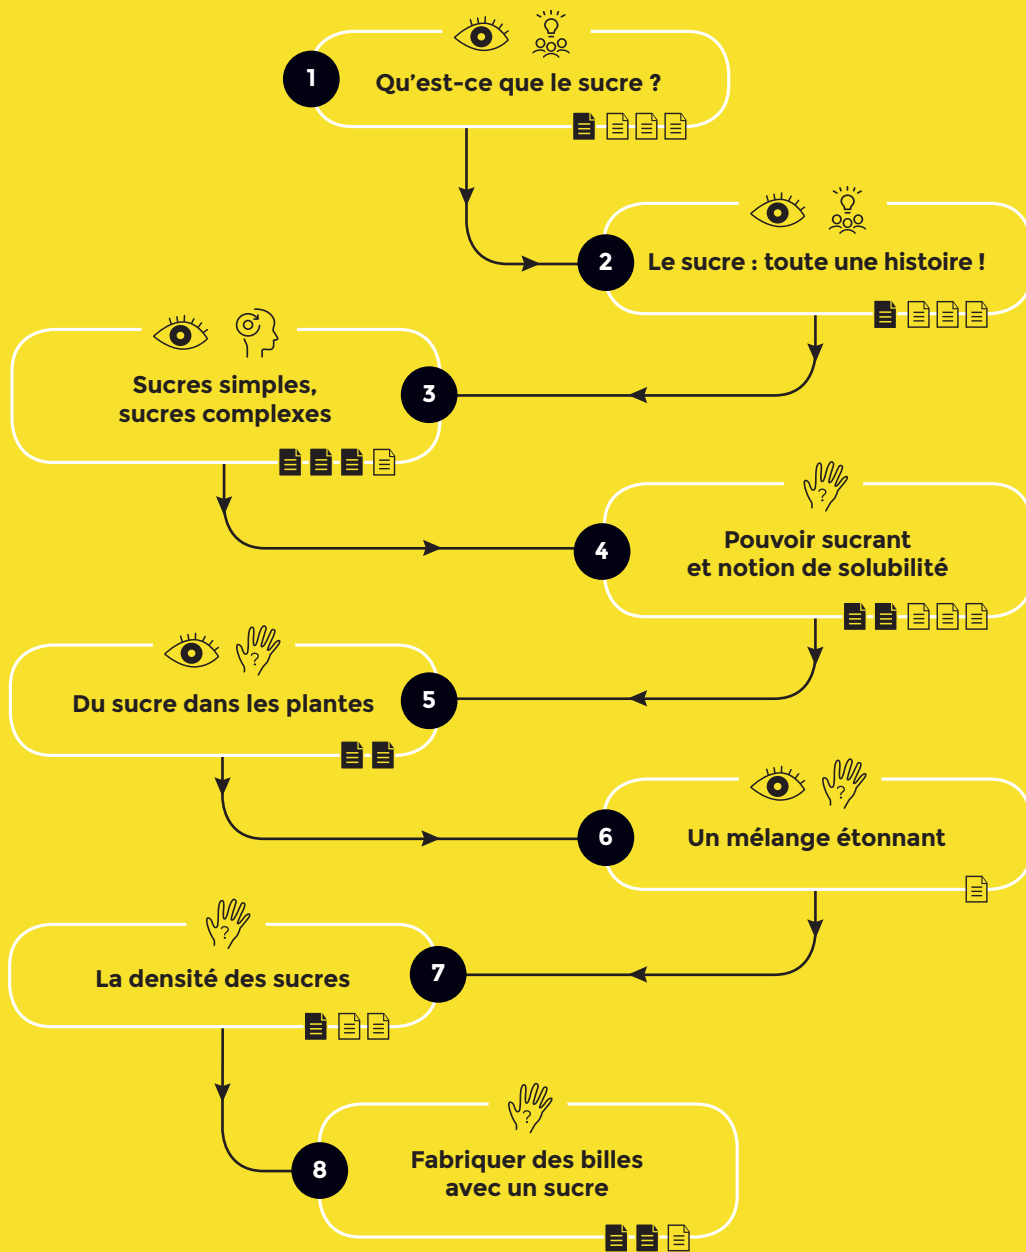 1
Qu’est-ce que le sucre ?
2
Le sucre : toute une histoire !
3
Sucres simples,
sucres complexes
?
4
Pouvoir sucrant
et notion de solubilité
?
5
Du sucre dans les plantes
?
6
Un mélange étonnant
?
7
La densité des sucres
?
8
Fabriquer des billes
avec un sucre